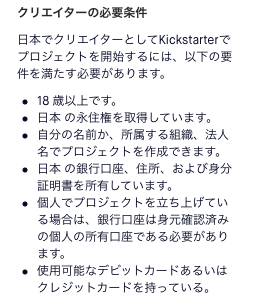 クリエイターの必要条件
日本でクリエイターとしてKickstarterで
プロジェクトを開始するには、以下の要
件を満たす必要があります。
● 18 歳以上です。
● 日本 の永住権を取得しています。
● 自分の名前か、所属する組織、法人
名でプロジェクトを作成できます。
● 日本 の銀行口座、住所、および身分
証明書を所有しています。
● 個人でプロジェクトを立ち上げてい
る場合は、銀行口座は身元確認済み
の個人の所有口座である必要があり
ます。
● 使用可能なデビットカードあるいは
クレジットカードを持っている。